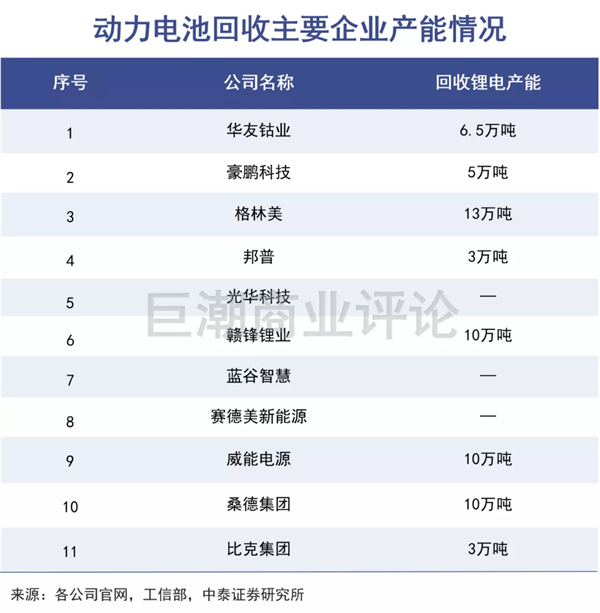 动力电池回收主要企业产能情况
序号 公司名称 回收锂电产能
1 华友钴业 6.5万吨
2 豪鹏科技 5万吨
3 格林美 13万吨
4 邦普 3万吨
5 光华科技 —
巨潮商业评论
6 赣锋锂业 10万吨
7 蓝谷智慧 —
8 赛德美新能源 —
9 威能电源 10万吨
10 桑德集团 10万吨
11 比克集团 3万吨
来源：各公司官网，工信部，中泰证券研究所